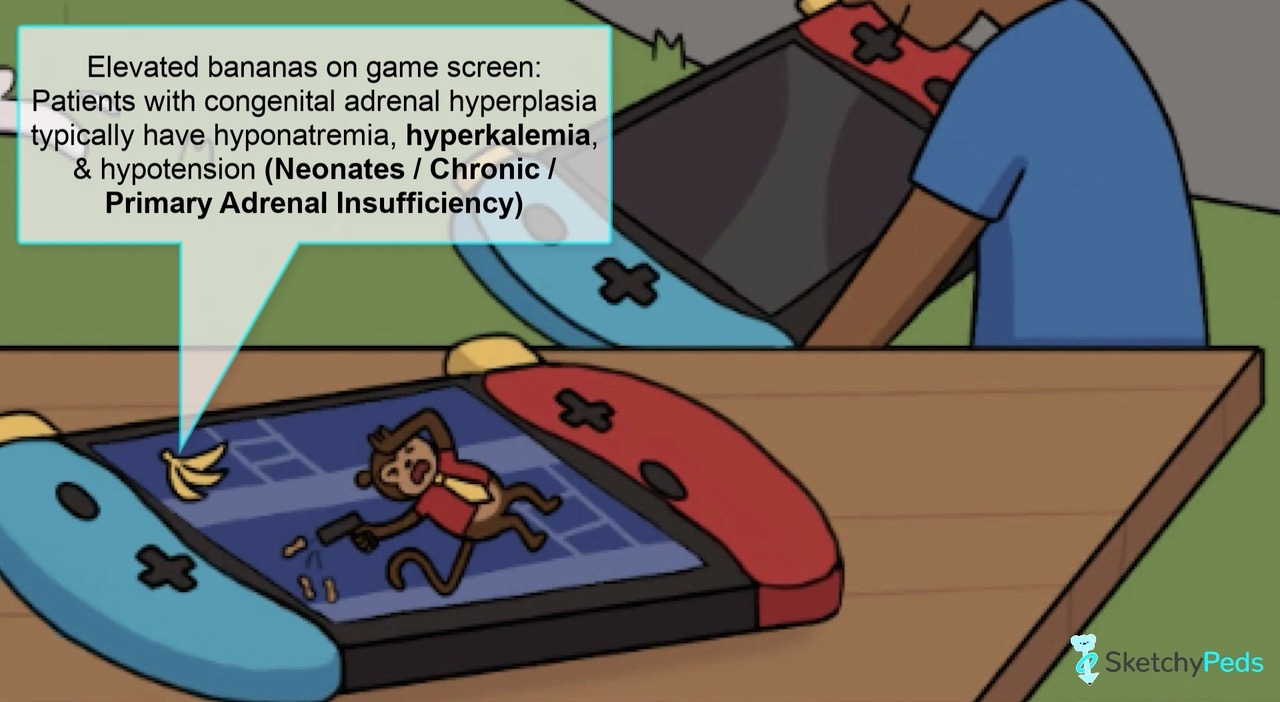 Elevated bananas on game screen:
Patients with congenital adrenal hyperplasia
typically have hyponatremia, hyperkalemia,
& hypotension (Neonates / Chronic /
Primary Adrenal Insufficiency)
SketchyPeds